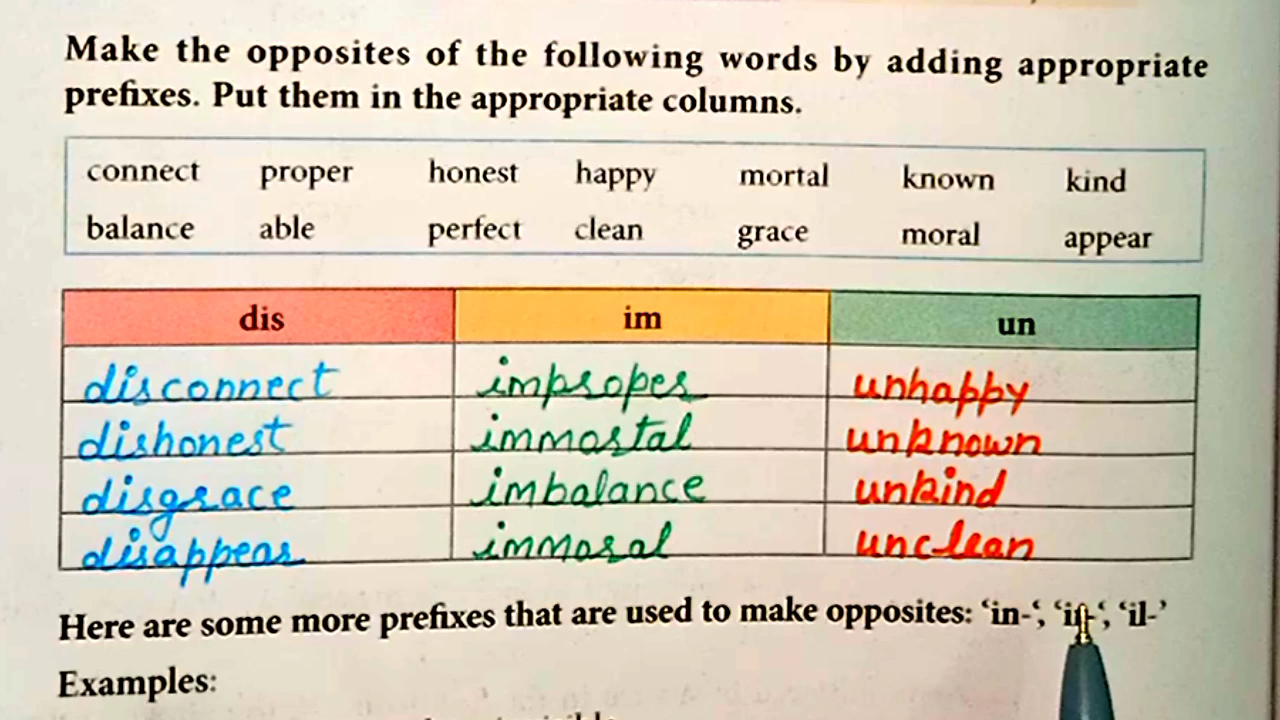 Make the opposites of the following words by adding appropriate
prefixes. Put them in the appropriate columns.
connect proper honest happy mortal known kind
balance able perfect clean grace moral appear
dis im un
disconnect improper unhappy
dishonest immortal unknown
disgrace imbalance unkind
disappear immoral unclean
Here are some more prefixes that are used to make opposites: ‘in-‘, ‘il-’
Examples: